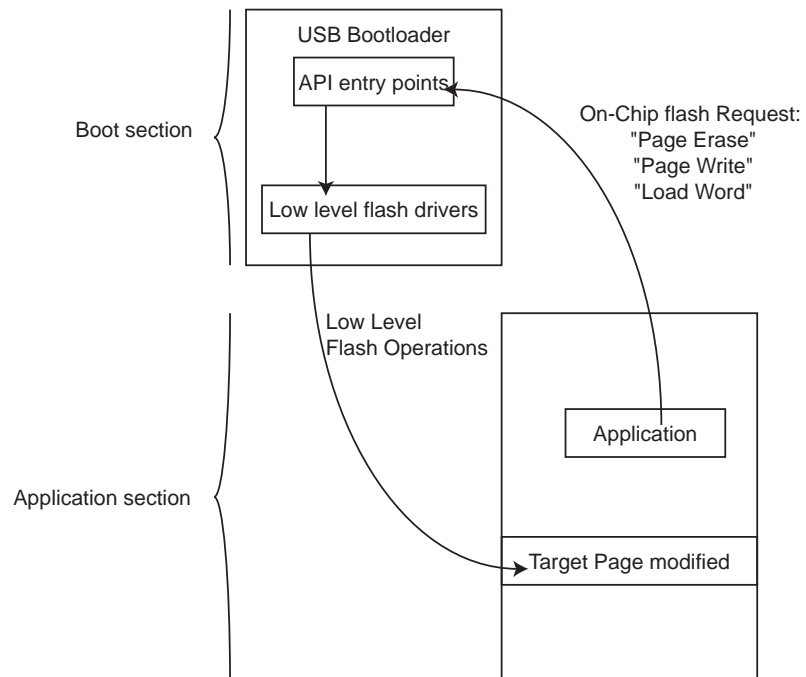 USB Bootloader
API entry points
Boot section
On-Chip flash Request:
"Page Erase"
"Page Write"
"Load Word"
Low level flash drivers
Low Level
Flash Operations
Application
Application section
Target Page modified